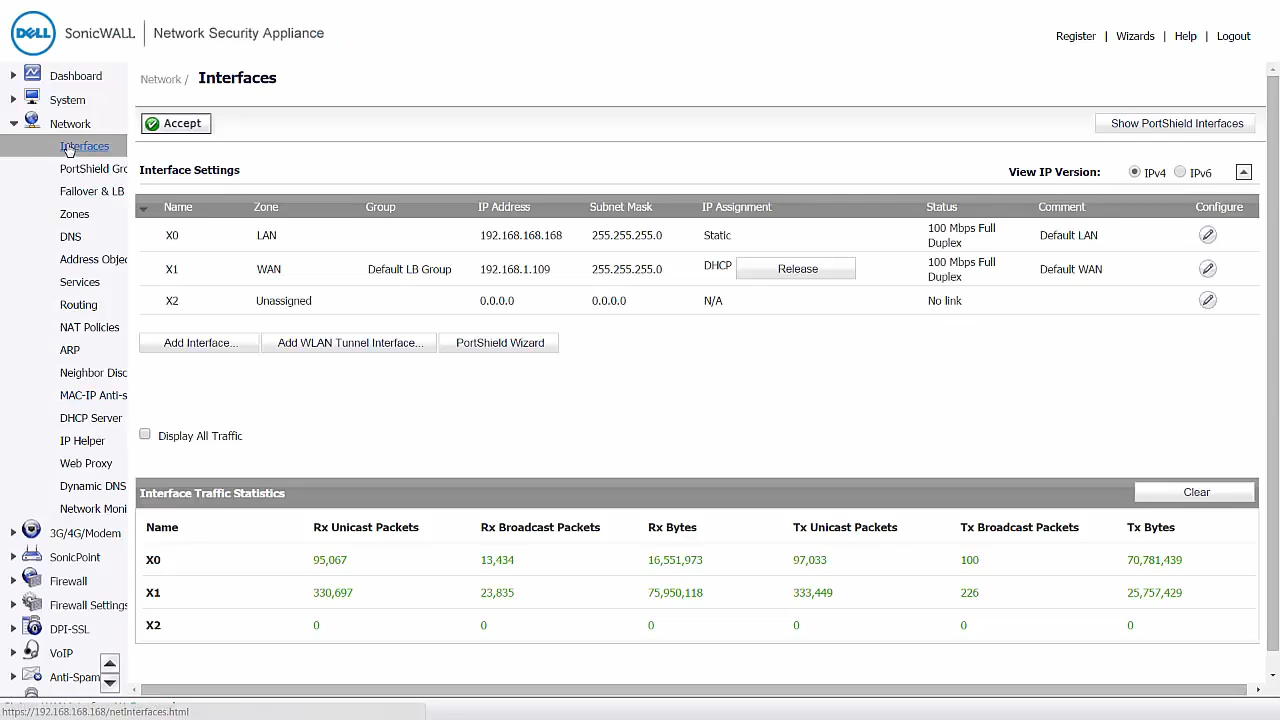 DELL SonicWALL | Network Security Appliance
Register | Wizards | Help | Logout
Dashboard
System
Network
Interfaces
PortShield Gro
Failover & LB
Zones
DNS
Address Objec
Services
Routing
NAT Policies
ARP
Neighbor Disc
MAC-IP Anti-s
DHCP Server
IP Helper
Web Proxy
Dynamic DNS
Network Moni
3G/4G/Modem
SonicPoint
Firewall
Firewall Settings
DPI-SSL
VoIP
Anti-Spam
Network / Interfaces
Accept
Show PortShield Interfaces
Interface Settings
View IP Version: IPv4 IPv6
Name Zone Group IP Address Subnet Mask IP Assignment Status Comment Configure
X0 LAN 192.168.168.168 255.255.255.0 Static 100 Mbps Full Duplex Default LAN
X1 WAN Default LB Group 192.168.1.109 255.255.255.0 DHCP Release 100 Mbps Full Duplex Default WAN
X2 Unassigned 0.0.0.0 0.0.0.0 N/A No link
Add Interface... Add WLAN Tunnel Interface... PortShield Wizard
Display All Traffic
Interface Traffic Statistics Clear
Name Rx Unicast Packets Rx Broadcast Packets Rx Bytes Tx Unicast Packets Tx Broadcast Packets Tx Bytes
X0 95,067 13,434 16,551,973 97,033 100 70,781,439
X1 330,697 23,835 75,950,118 333,449 226 25,757,429
X2 0 0 0 0 0 0
https://192.168.168.168/netInterfaces.html